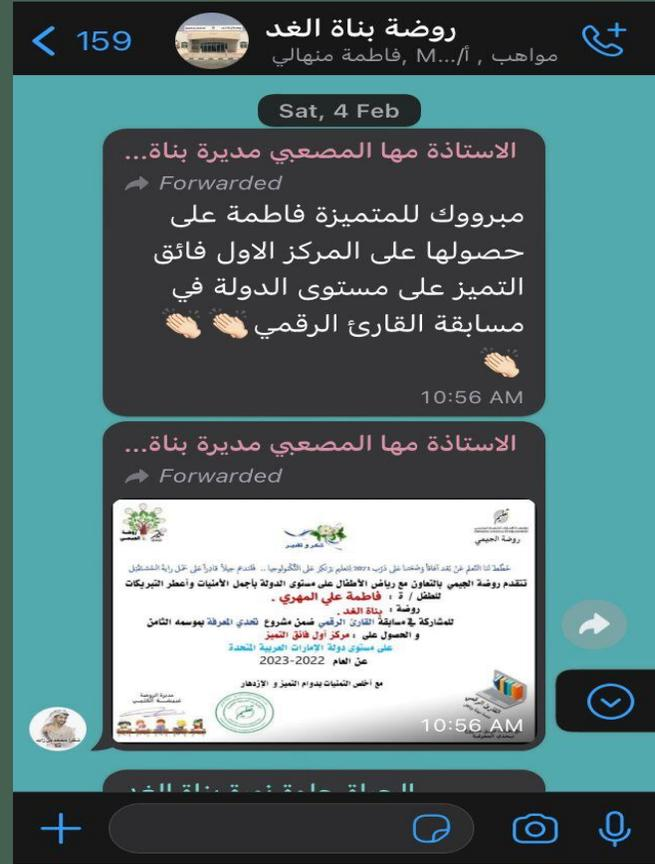 159
روضة بناة الغد
مواهب , أ/...M ,فاطمة منهالي
Sat, 4 Feb
الاستاذة مها المصعبي مديرة بناة...
Forwarded
مبرووك للمتميزة فاطمة على
حصولها على المركز الاول فائق
التميز على مستوى الدولة في
مسابقة القارئ الرقمي👏🏻👏🏻
👏🏻
10:56 AM
الاستاذة مها المصعبي مديرة بناة...
Forwarded
روضة الجيمي
شكر و تقدير
تتقدم روضة الجيمي بالتعاون مع رياض الأطفال على مستوى الدولة بأجمل الأمنيات وأعطر التبريكات
للطفل / ة : فاطمة علي المهري .
روضة : بناة الغد .
للمشاركة في مسابقة القارئ الرقمي ضمن مشروع تحدي المعرفة بموسمه الثامن
و الحصول على : مركز أول فائق التميز
على مستوى دولة الإمارات العربية المتحدة
عن العام 2022-2023
مع أخلص التمنيات بدوام التميز و الإزدهار
مديرة الروضة
10:56 AM